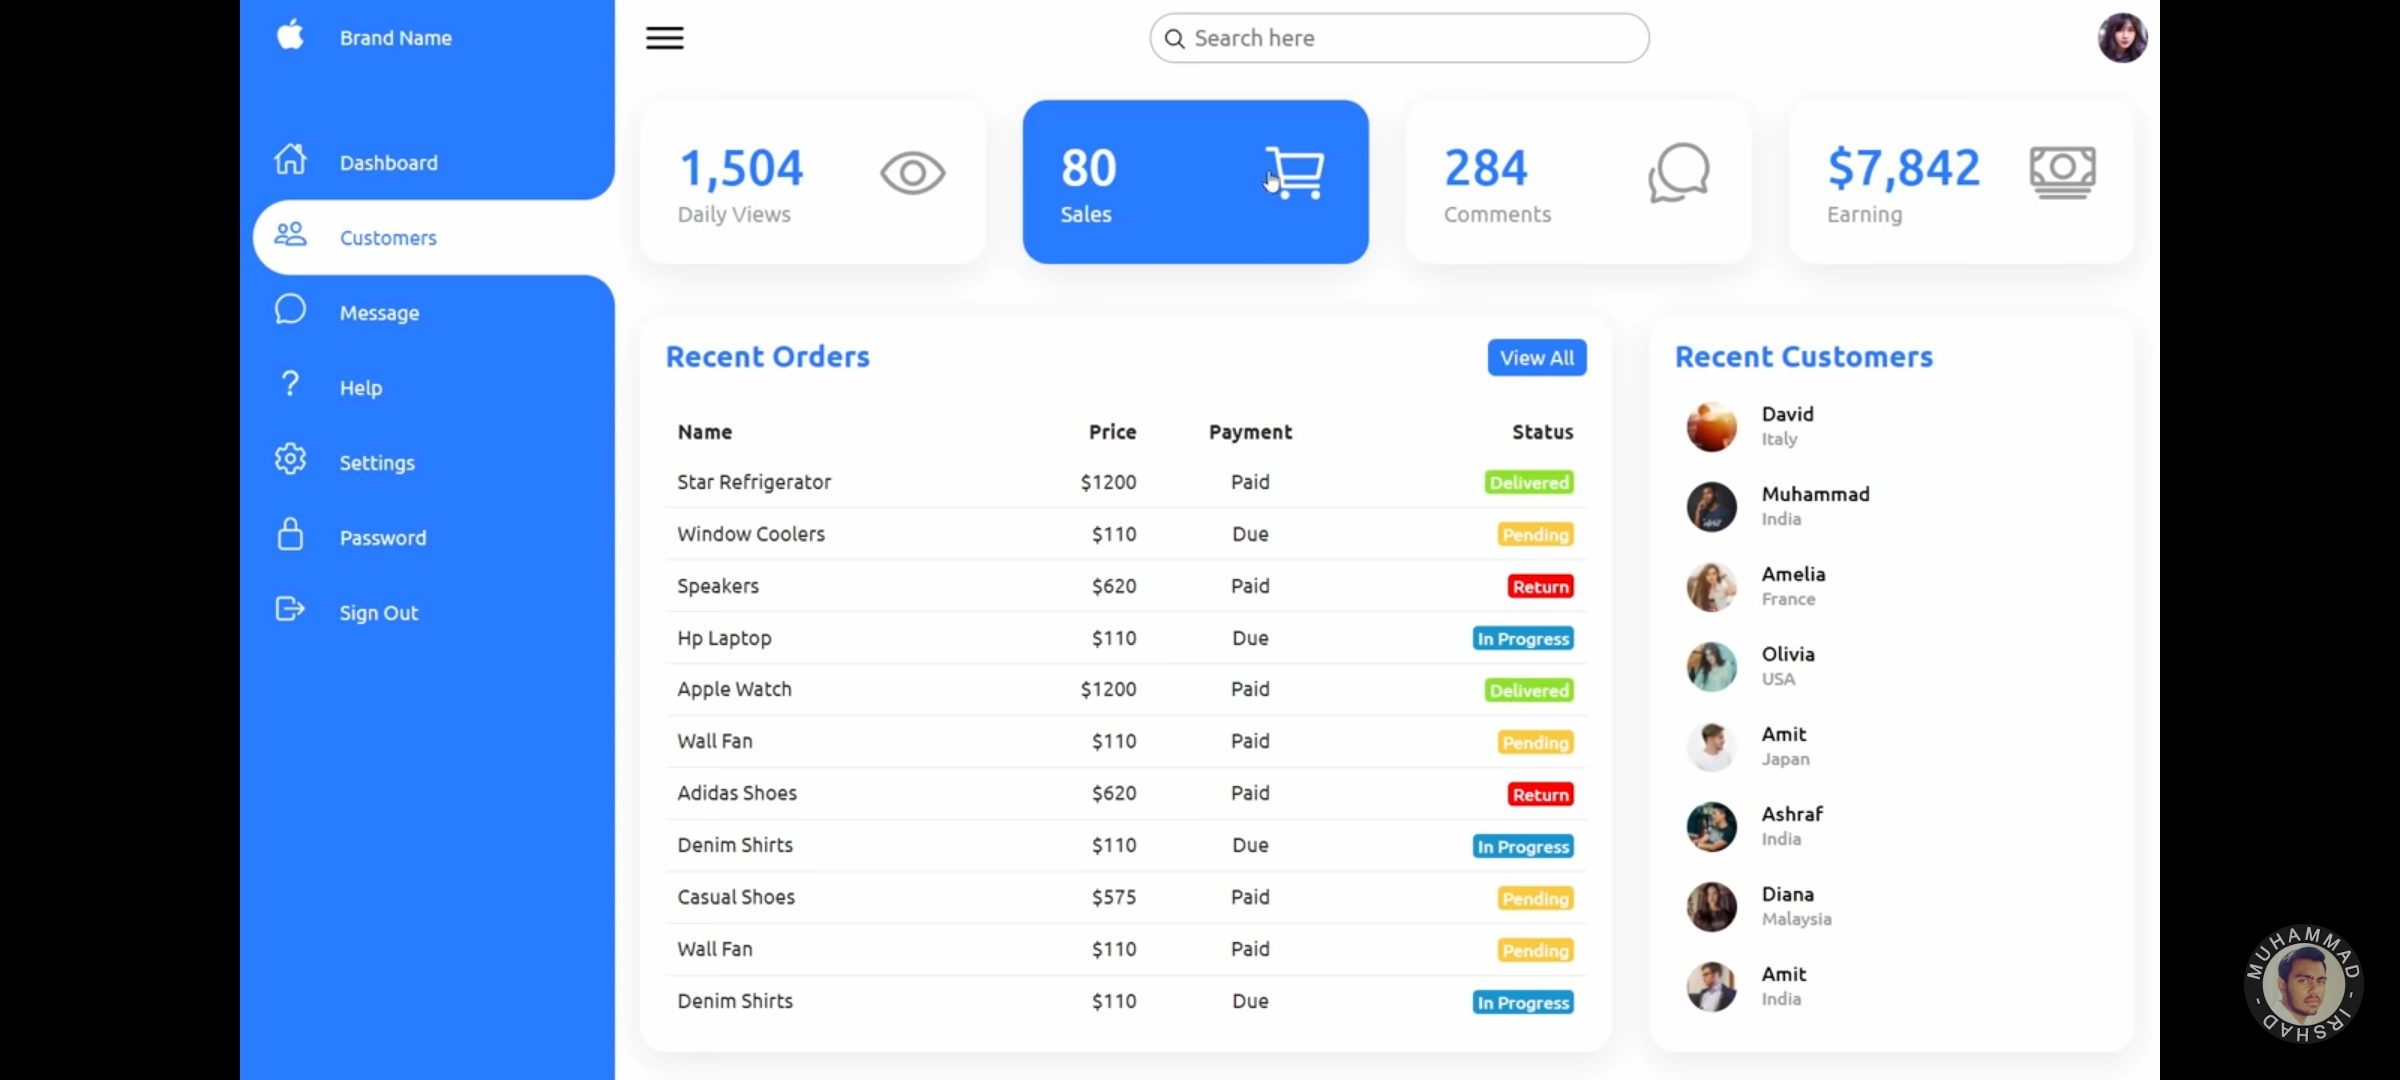 Brand Name
Dashboard
Customers
Message
Help
Settings
Password
Sign Out
Search here
1,504
Daily Views
80
Sales
284
Comments
$7,842
Earning
Recent Orders
View All
Name Price Payment Status
Star Refrigerator $1200 Paid Delivered
Window Coolers $110 Due Pending
Speakers $620 Paid Return
Hp Laptop $110 Due In Progress
Apple Watch $1200 Paid Delivered
Wall Fan $110 Paid Pending
Adidas Shoes $620 Paid Return
Denim Shirts $110 Due In Progress
Casual Shoes $575 Paid Pending
Wall Fan $110 Paid Pending
Denim Shirts $110 Due In Progress
Recent Customers
David
Italy
Muhammad
India
Amelia
France
Olivia
USA
Amit
Japan
Ashraf
India
Diana
Malaysia
Amit
India
MUHAMMAD - IRSHAD -